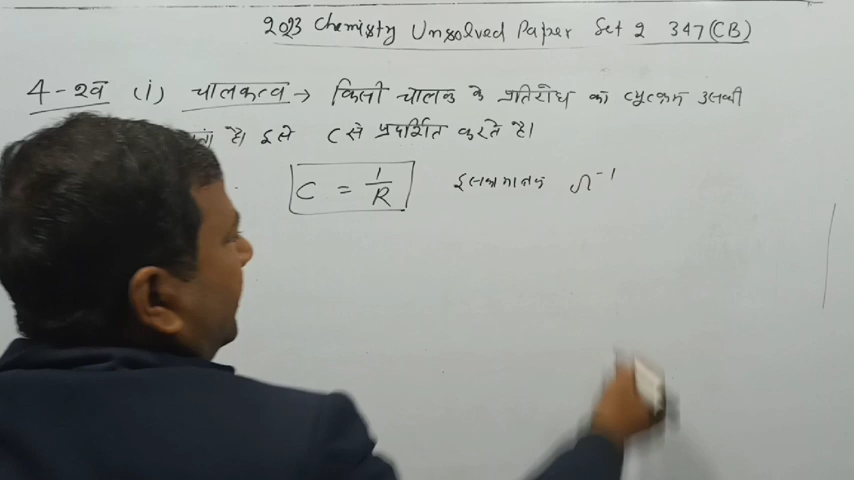 2023 Chemistry Unsolved Paper Set 2 347(CB)
4-२व (i) चालकत्व → किसी चालक के प्रतिरोध का व्युत्क्रम उसकी
है। इसे C से प्रदर्शित करते है।
C = 1/R इसका मात्रक Ω⁻¹